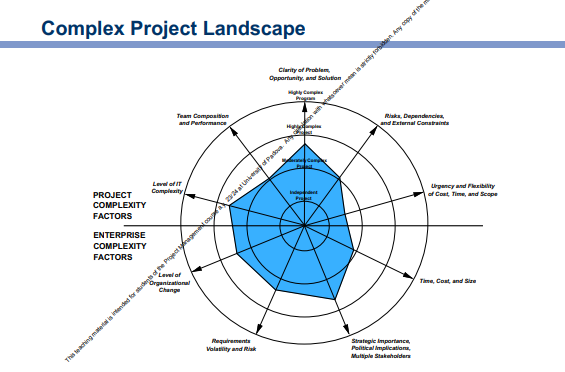 Complex Project Landscape
Clarity of Problem,
Opportunity, and Solution
Highly Complex
Program
Team Composition
and Performance
Risks, Dependencies,
and External Constraints
Highly Complex
Project
Moderately Complex
Project
Level of IT
Complexity
Independent
Project
Urgency and Flexibility
of Cost, Time, and Scope
PROJECT
COMPLEXITY
FACTORS
ENTERPRISE
COMPLEXITY
FACTORS
Level of
Organizational
Change
Time, Cost, and Size
Requirements
Volatility and Risk
Strategic Importance,
Political Implications,
Multiple Stakeholders
This teaching material is intended for students of the Project Management course a.y. 23/24 at University of Padova. Any diffusion with whatsoever mean is strictly forbidden. Any copy of the